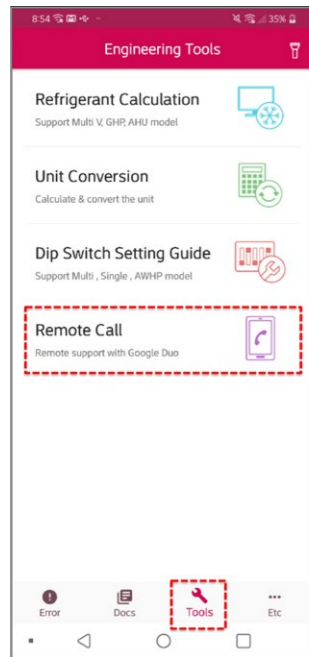 8:54
35%
Engineering Tools
Refrigerant Calculation
Support Multi V, GHP, AHU model
Unit Conversion
Calculate & convert the unit
Dip Switch Setting Guide
Support Multi , Single , AWHP model
Remote Call
Remote support with Google Duo
Error
Docs
Tools
Etc